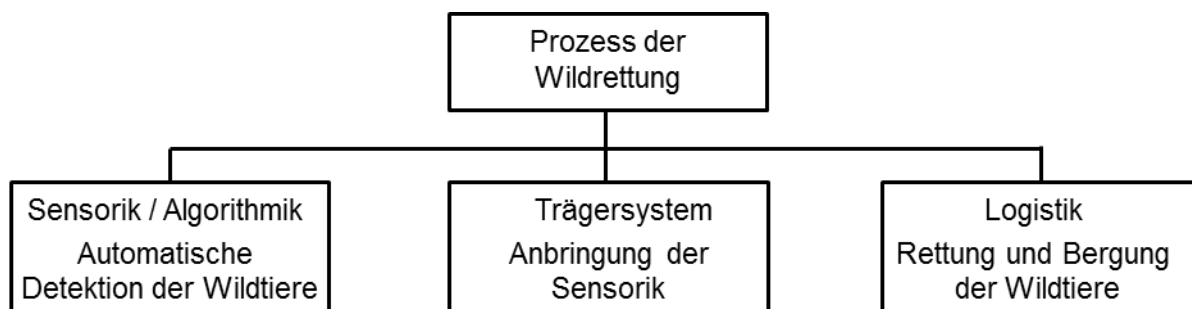 Prozess der
Wildrettung
Sensorik / Algorithmik
Automatische
Detektion der Wildtiere
Trägersystem
Anbringung der
Sensorik
Logistik
Rettung und Bergung
der Wildtiere